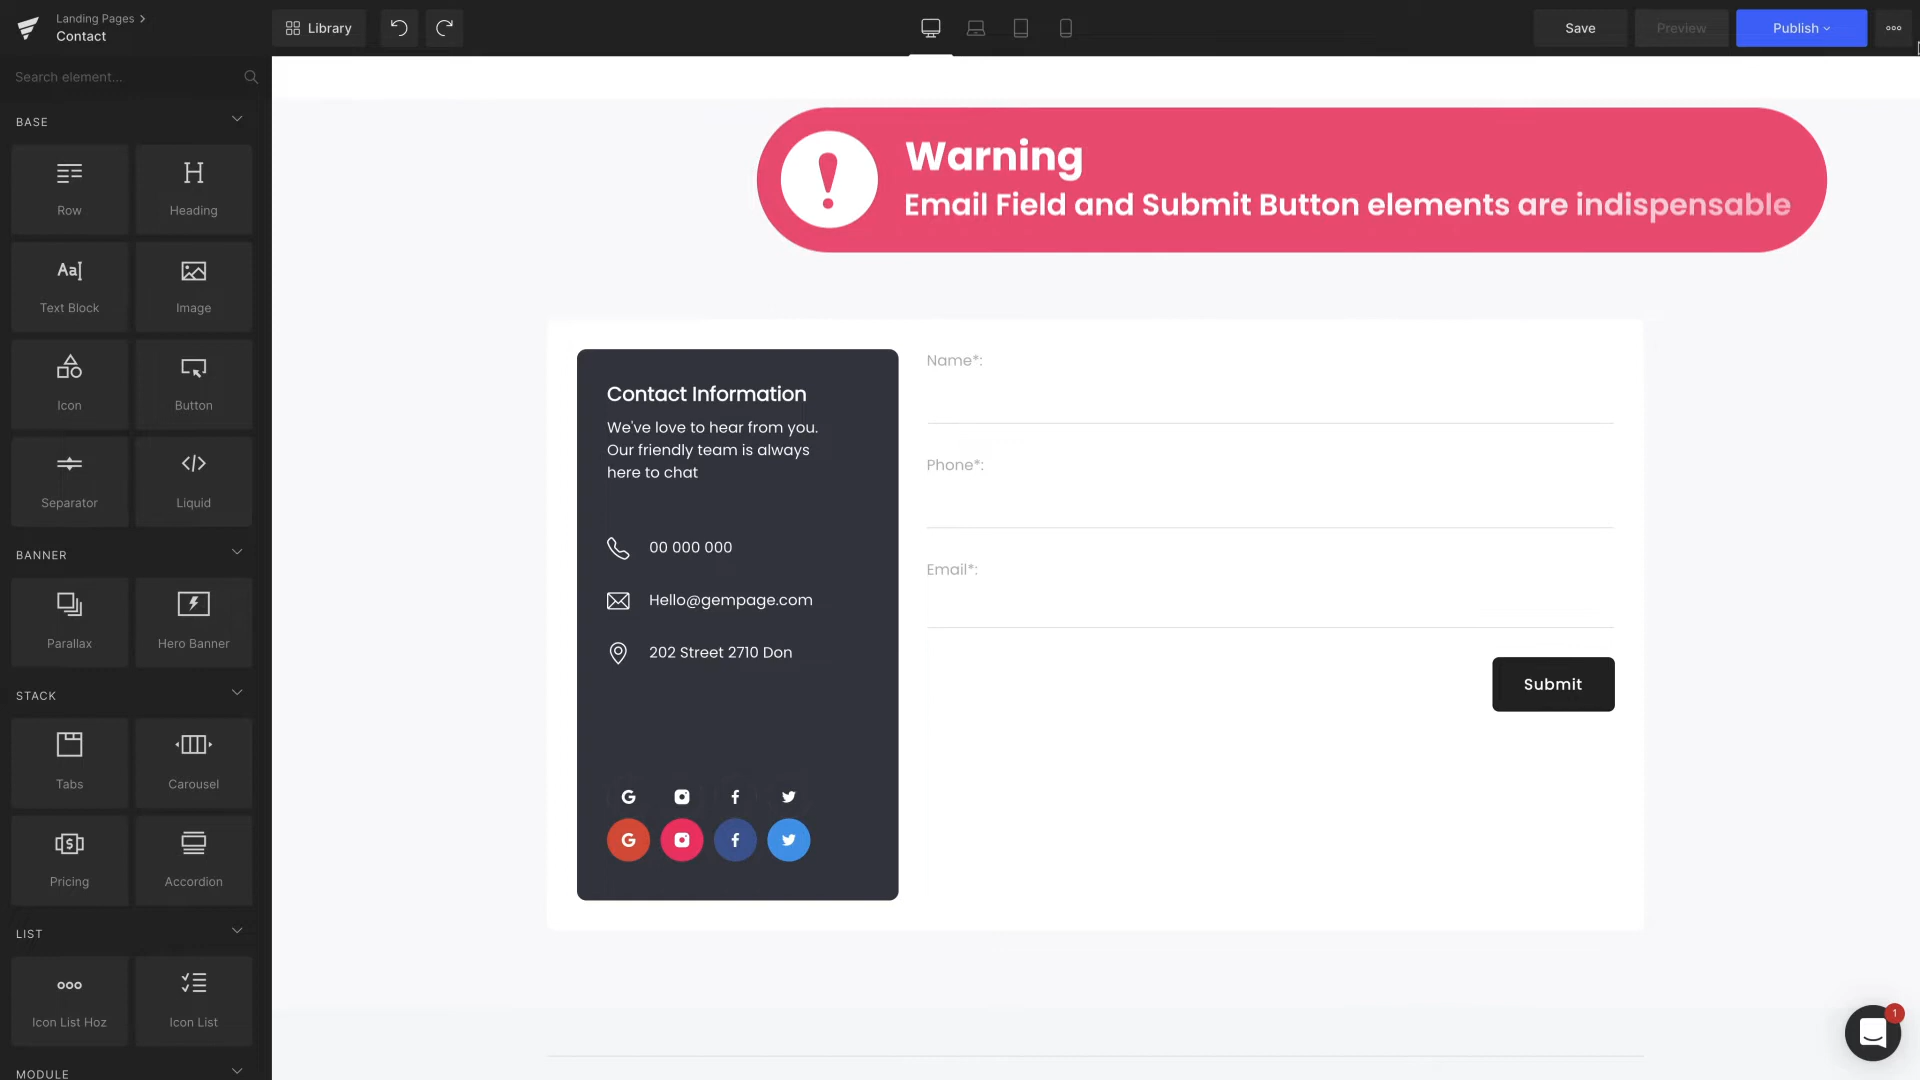 Landing Pages
Contact
Library
Save
Preview
Publish
Search element...
BASE
Row
Heading
Text Block
Image
Icon
Button
Separator
Liquid
BANNER
Parallax
Hero Banner
STACK
Tabs
Carousel
Pricing
Accordion
LIST
Icon List Hoz
Icon List
MODULE
Warning
Email Field and Submit Button elements are indispensable
Contact Information
We've love to hear from you.
Our friendly team is always
here to chat
00 000 000
Hello@gempage.com
202 Street 2710 Don
Name*:
Phone*:
Email*:
Submit
1